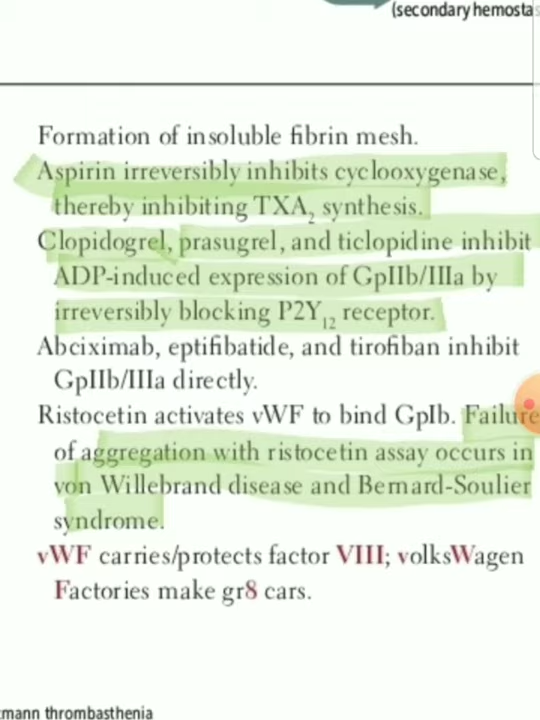 (secondary hemostas
Formation of insoluble fibrin mesh.
Aspirin irreversibly inhibits cyclooxygenase,
thereby inhibiting TXA₂ synthesis.
Clopidogrel, prasugrel, and ticlopidine inhibit
ADP-induced expression of GpIIb/IIIa by
irreversibly blocking P2Y₁₂ receptor.
Abciximab, eptifibatide, and tirofiban inhibit
GpIIb/IIIa directly.
Ristocetin activates vWF to bind GpIb. Failure
of aggregation with ristocetin assay occurs in
von Willebrand disease and Bernard-Soulier
syndrome.
vWF carries/protects factor VIII; volksWagen
Factories make gr8 cars.
zmann thrombasthenia